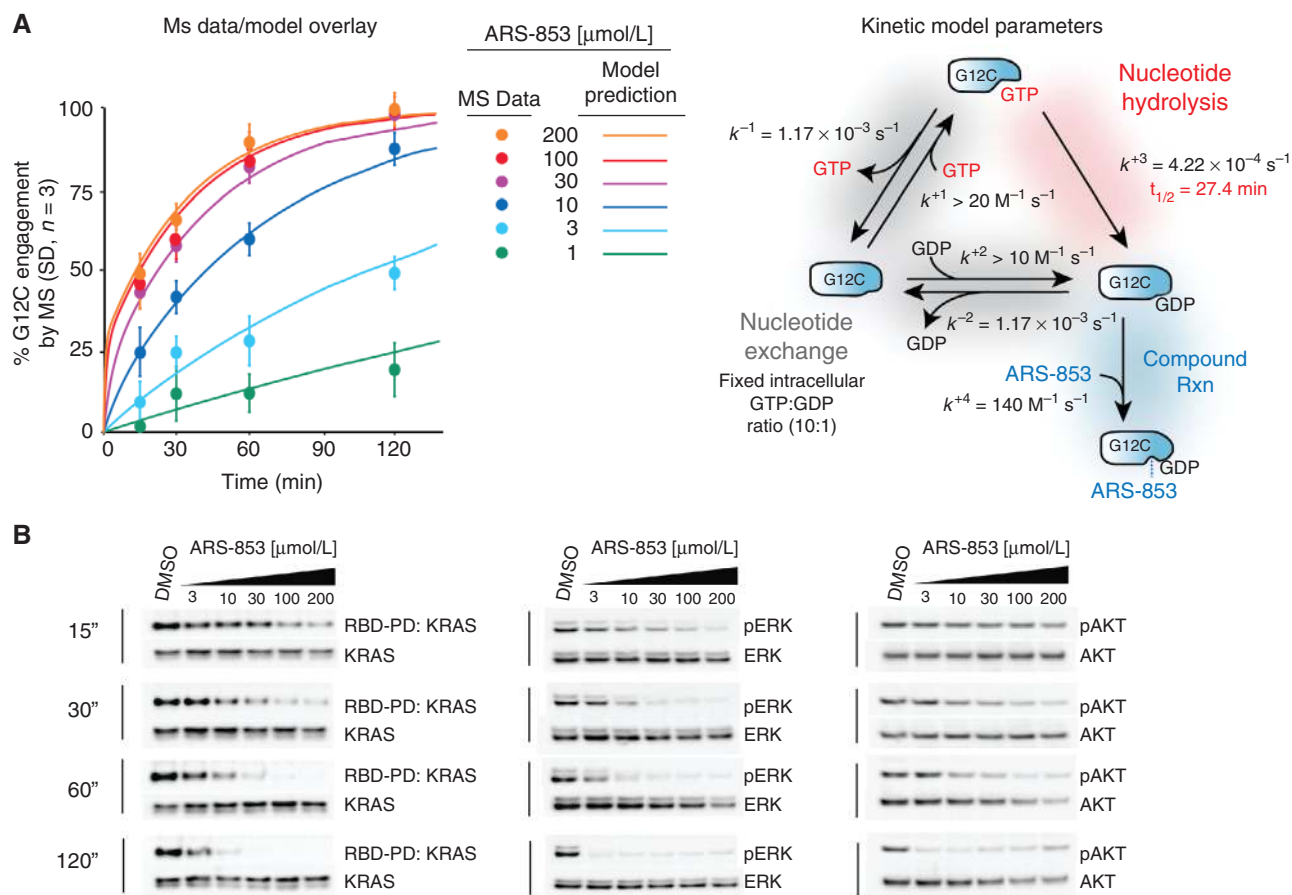 A
Ms data/model overlay
ARS-853 [μmol/L]
MS Data
Model
prediction
200
100
30
10
3
1
% G12C engagement
by MS (SD, n = 3)
100
75
50
25
0
0
30
60
90
120
Time (min)
Kinetic model parameters
G12C
GTP
Nucleotide
hydrolysis
k⁻¹ = 1.17 × 10⁻³ s⁻¹
GTP
GTP
k⁺¹ > 20 M⁻¹ s⁻¹
k⁺³ = 4.22 × 10⁻⁴ s⁻¹
t1/2 = 27.4 min
GDP
k⁺² > 10 M⁻¹ s⁻¹
G12C
G12C
GDP
k⁻² = 1.17 × 10⁻³ s⁻¹
GDP
Nucleotide
exchange
Fixed intracellular
GTP:GDP
ratio (10:1)
Compound
Rxn
ARS-853
k⁺⁴ = 140 M⁻¹ s⁻¹
G12C
GDP
ARS-853
B
DMSO
ARS-853 [μmol/L]
3 10 30 100 200
DMSO
ARS-853 [μmol/L]
3 10 30 100 200
DMSO
ARS-853 [μmol/L]
3 10 30 100 200
15”
RBD-PD: KRAS
KRAS
pERK
ERK
pAKT
AKT
30”
RBD-PD: KRAS
KRAS
pERK
ERK
pAKT
AKT
60”
RBD-PD: KRAS
KRAS
pERK
ERK
pAKT
AKT
120”
RBD-PD: KRAS
KRAS
pERK
ERK
pAKT
AKT